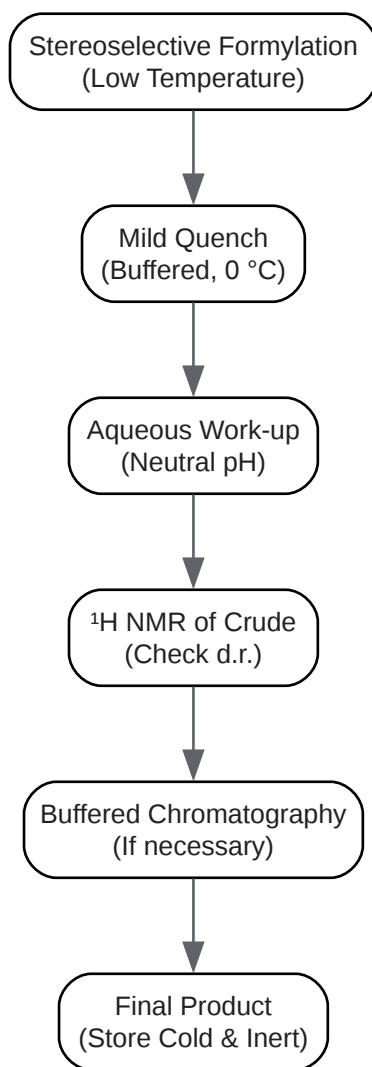 Stereoselective Formylation
(Low Temperature)
Mild Quench
(Buffered, 0 °C)
Aqueous Work-up
(Neutral pH)
¹H NMR of Crude
(Check d.r.)
Buffered Chromatography
(If necessary)
Final Product
(Store Cold & Inert)